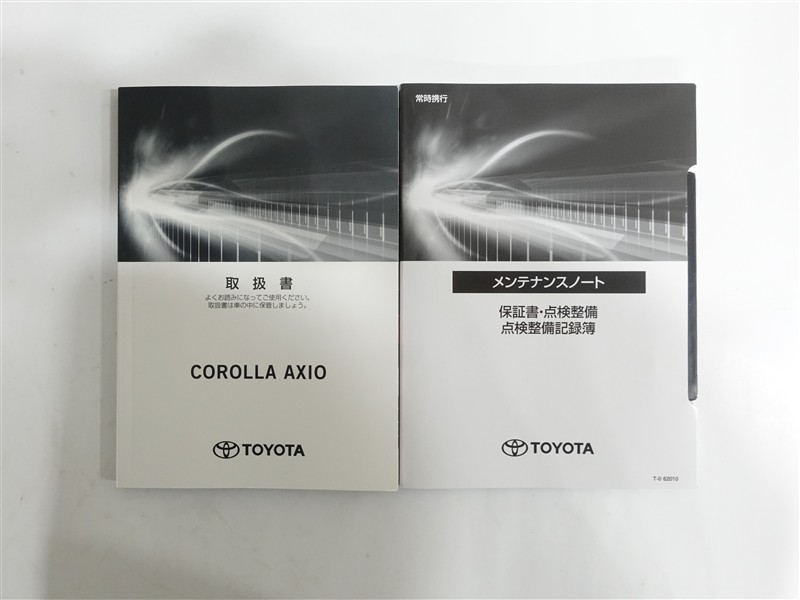 取扱書
よくお読みになってご使用ください。
取扱書は車の中に保管しましょう。
COROLLA AXIO
TOYOTA
常時携行
メンテナンスノート
保証書・点検整備
点検整備記録簿
TOYOTA
T-⑥ 62010